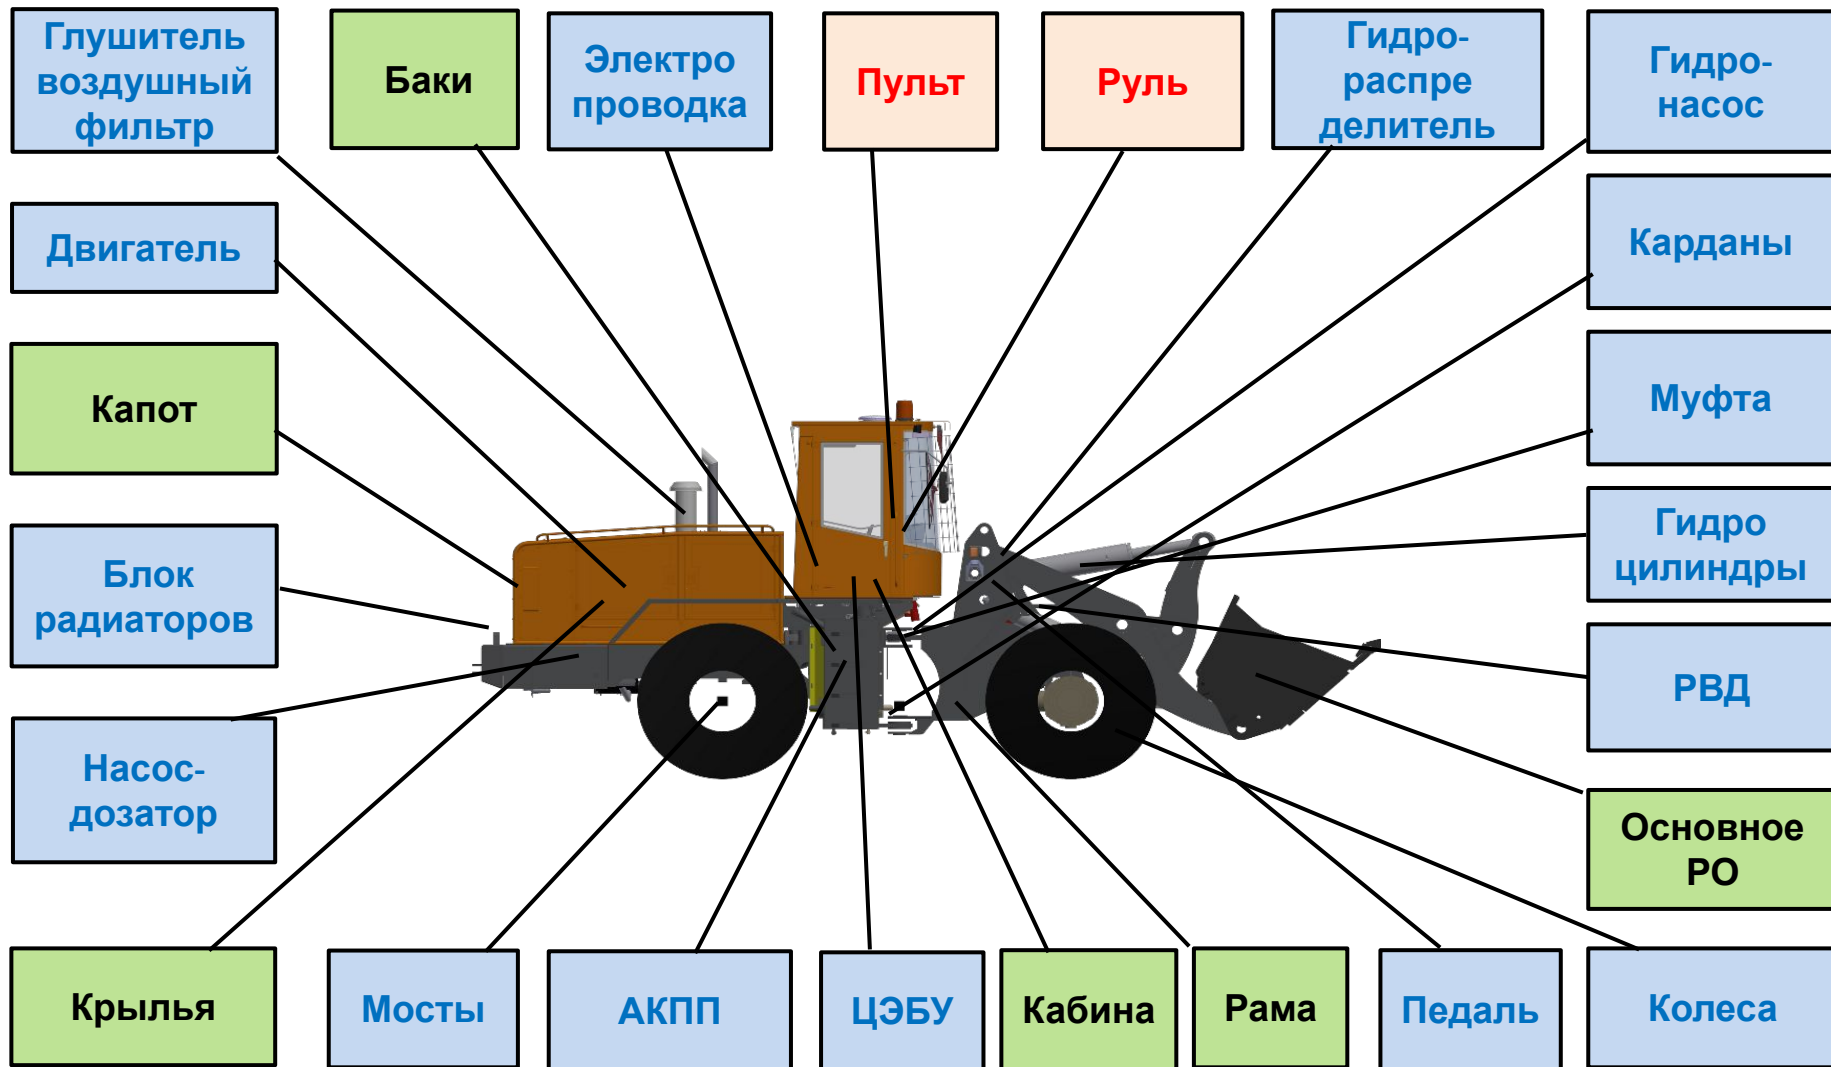 Глушитель
воздушный
фильтр
Баки
Электро
проводка
Пульт
Руль
Гидро-
распре
делитель
Гидро-
насос
Двигатель
Карданы
Капот
Муфта
Блок
радиаторов
Гидро
цилиндры
Насос-
дозатор
РВД
Основное
РО
Крылья
Мосты
АКПП
ЦЭБУ
Кабина
Рама
Педаль
Колеса